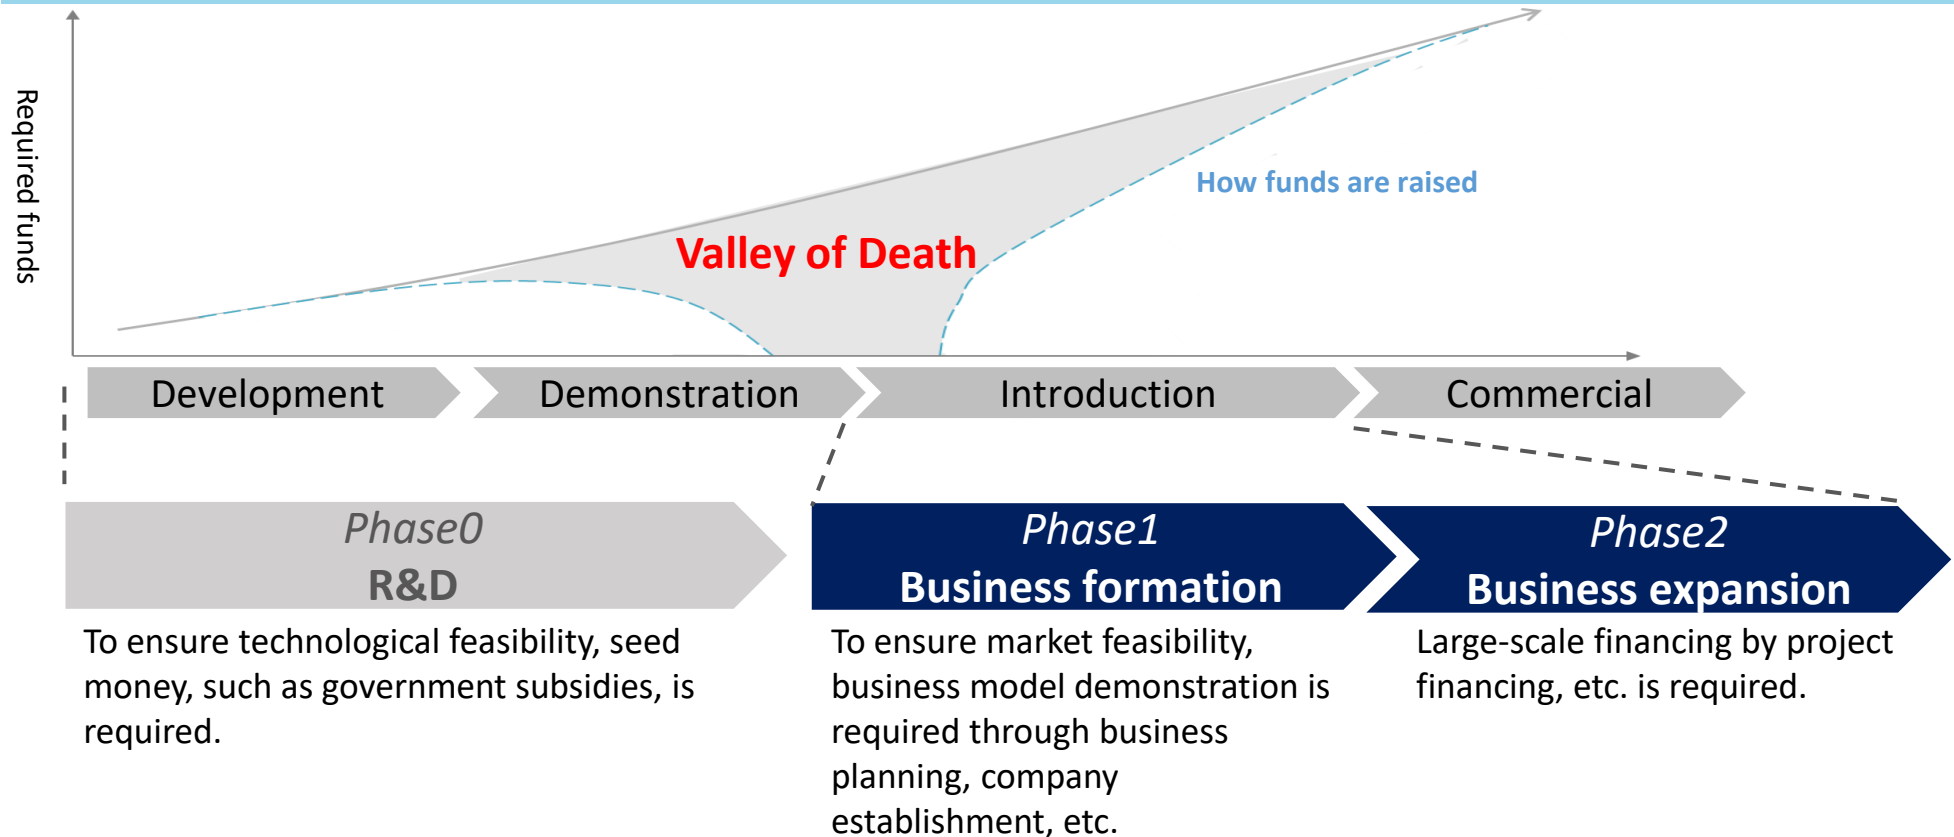 Required funds
How funds are raised
Valley of Death
Development
Demonstration
Introduction
Commercial
Phase0
R&D
To ensure technological feasibility, seed
money, such as government subsidies, is
required.
Phase1
Business formation
To ensure market feasibility,
business model demonstration is
required through business
planning, company
establishment, etc.
Phase2
Business expansion
Large-scale financing by project
financing, etc. is required.